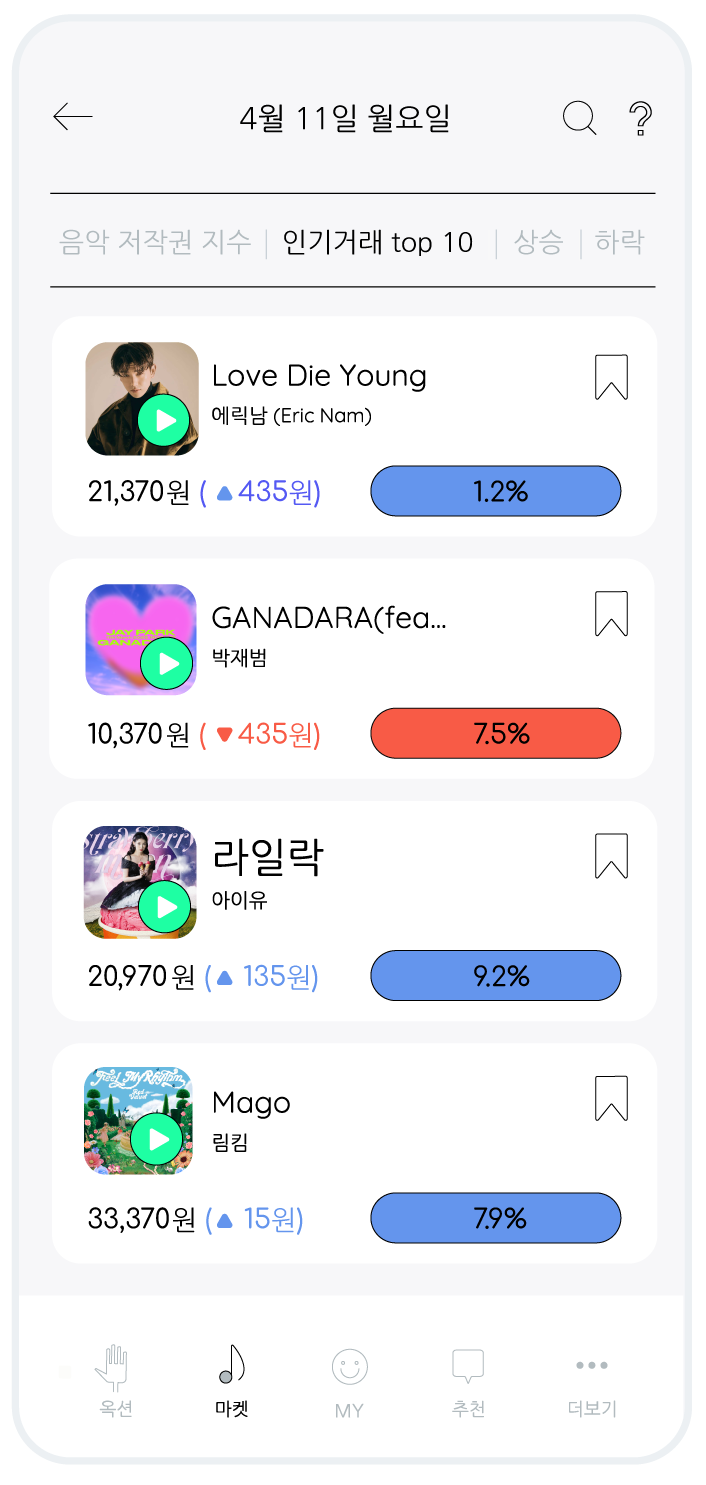 4월 11일 월요일
음악 저작권 지수 | 인기거래 top 10 | 상승 | 하락
Love Die Young
에릭남 (Eric Nam)
21,370원 (▲435원) 1.2%
JAY PARK
GANADARA(fea...
박재범
10,370원 (▼435원) 7.5%
라일락
아이유
20,970원 (▲ 135원) 9.2%
Feel My Rhythm
Red Velvet
Mago
림킴
33,370원 (▲ 15원) 7.9%
옥션 마켓 MY 추천 더보기